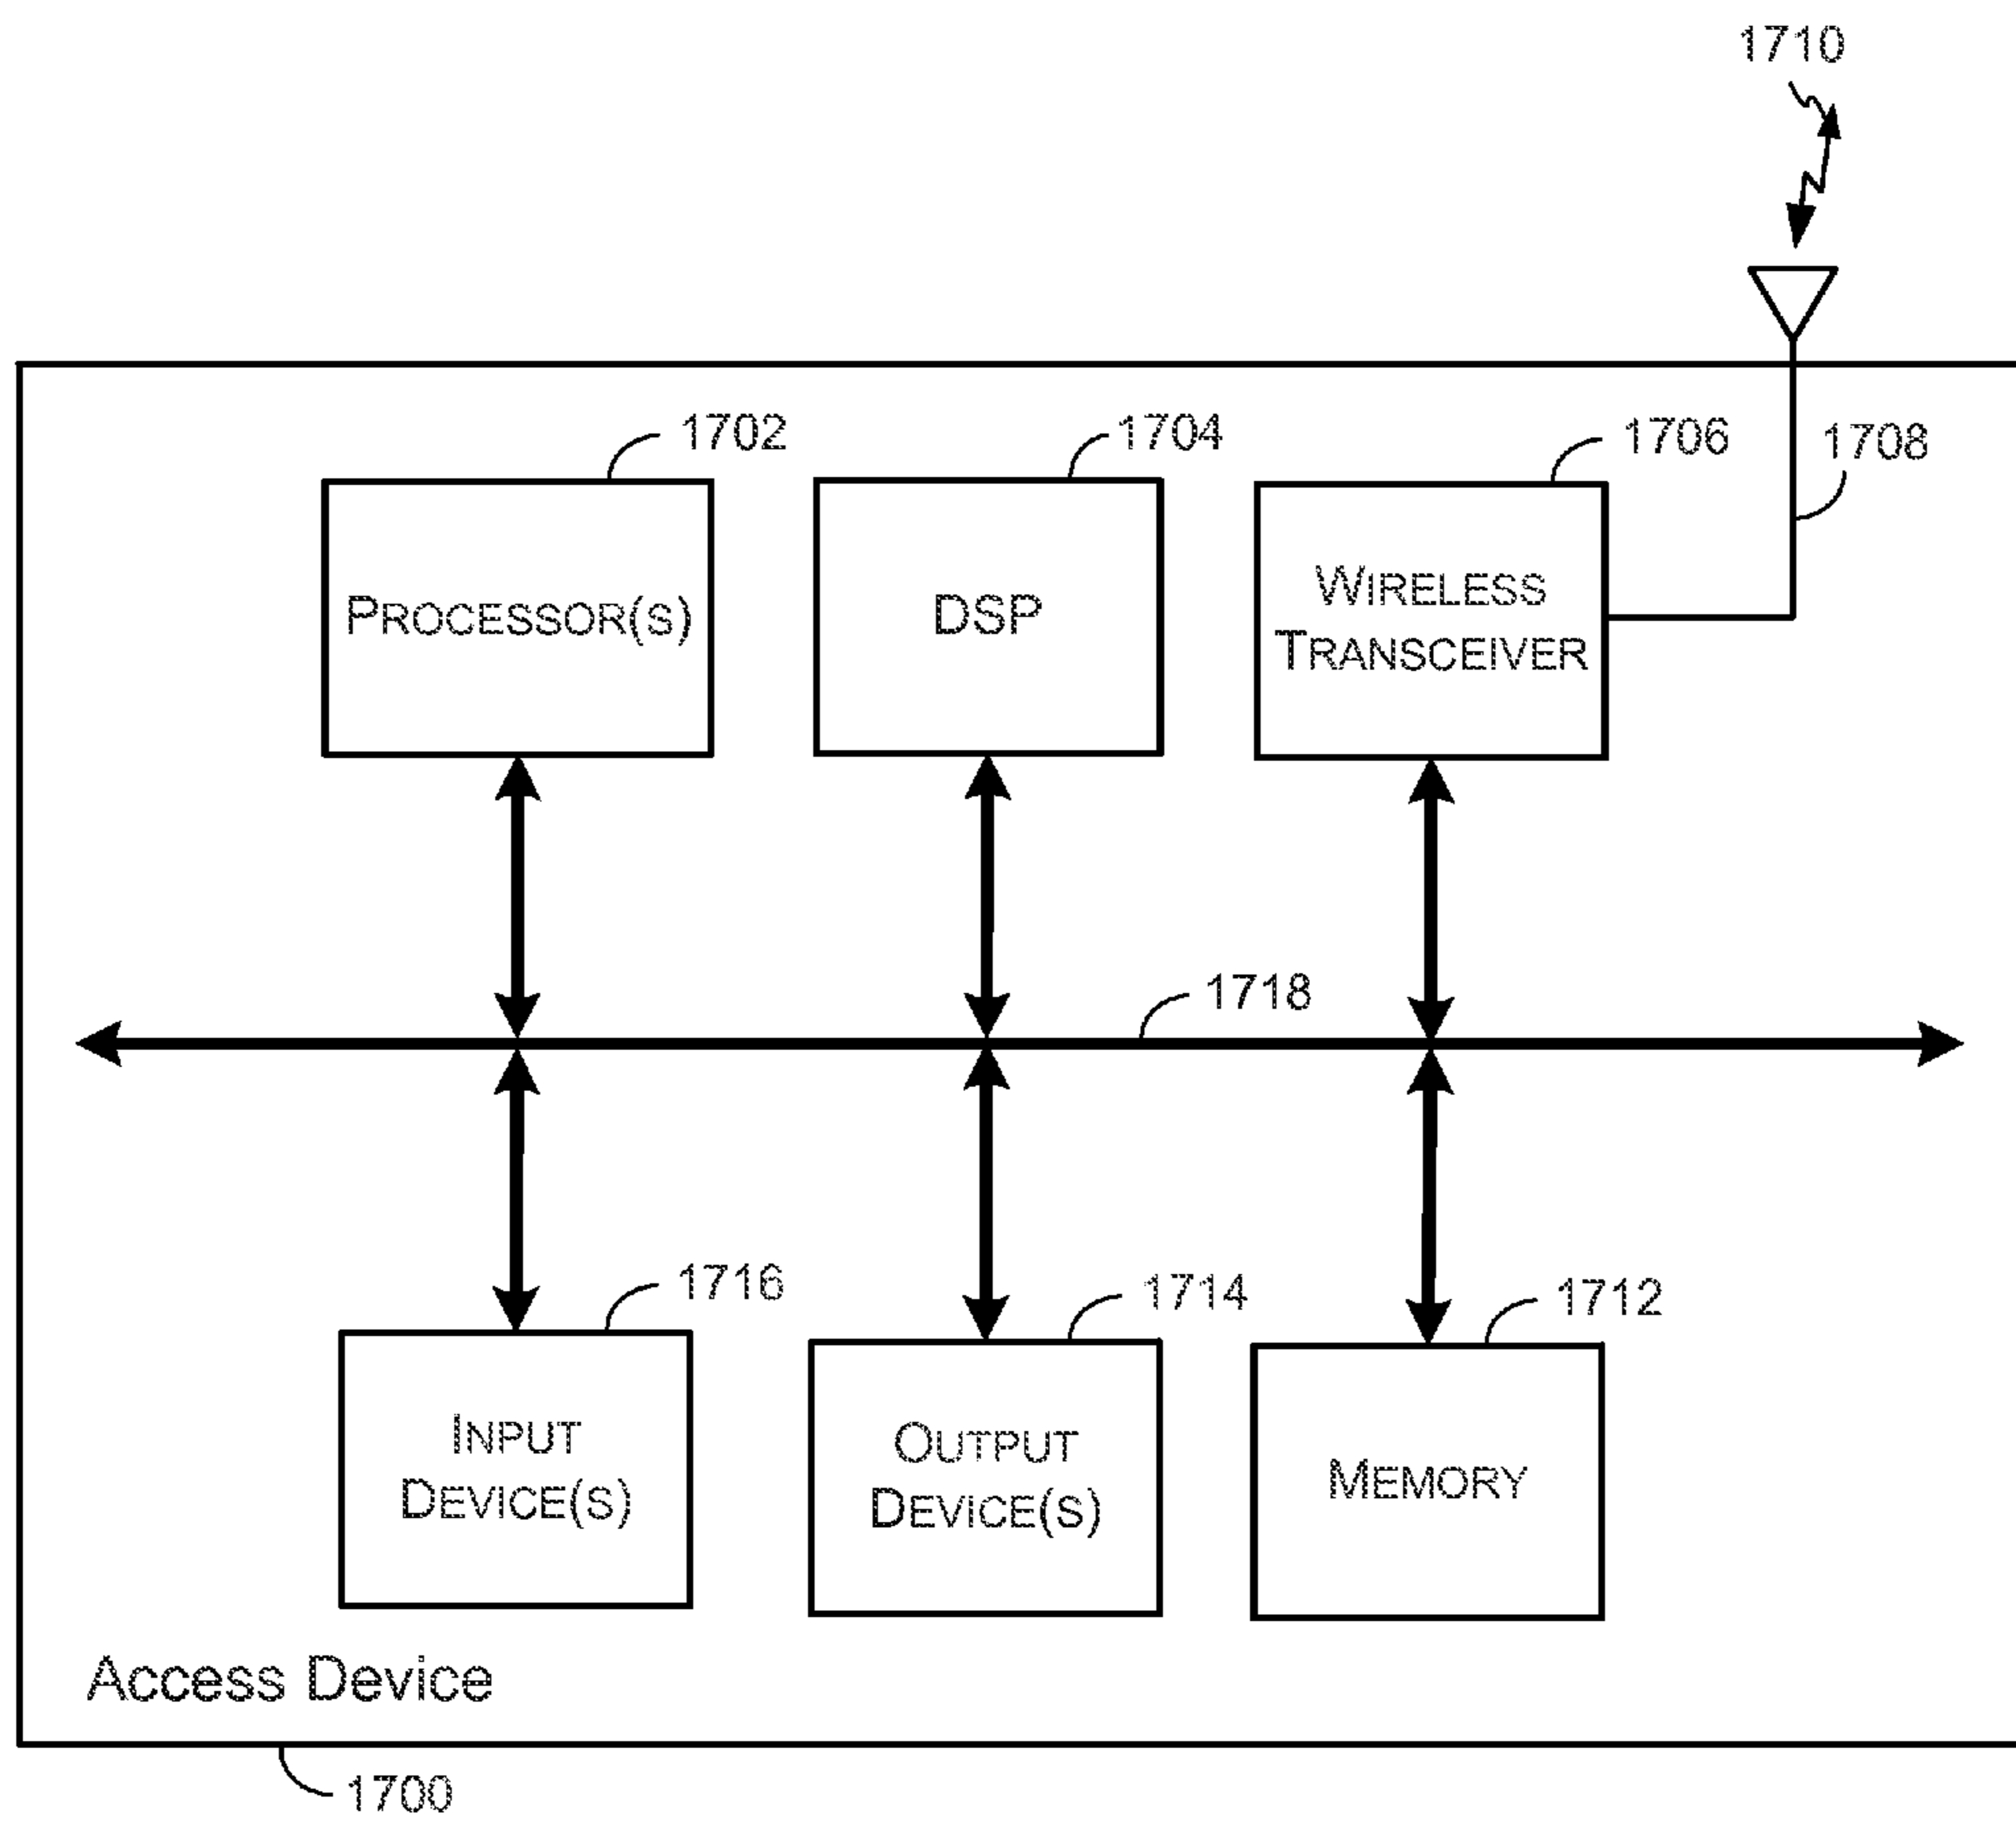 1710
1702
1704
1706
1708
PROCESSOR(S)
DSP
WIRELESS
TRANSCEIVER
1718
1716
1714
1712
INPUT
DEVICE(S)
OUTPUT
DEVICE(S)
MEMORY
Access Device
1700